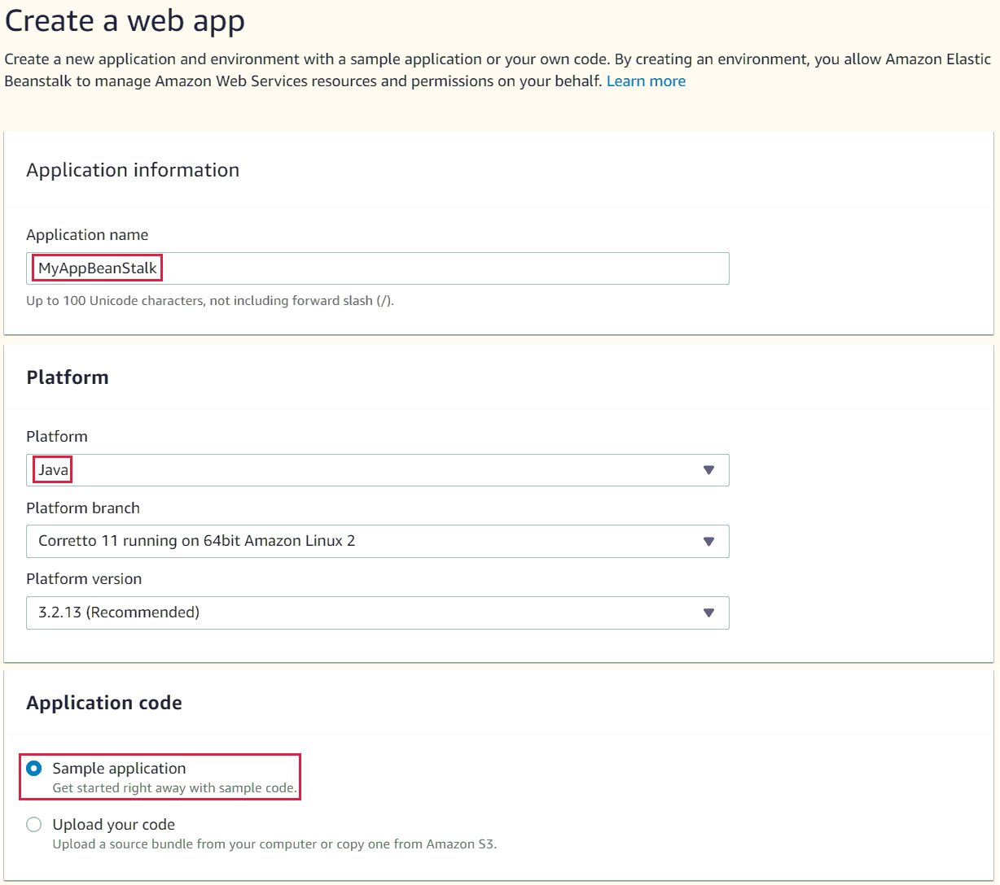 Create a web app
Create a new application and environment with a sample application or your own code. By creating an environment, you allow Amazon Elastic
Beanstalk to manage Amazon Web Services resources and permissions on your behalf. Learn more
Application information
Application name
MyAppBeanStalk
Up to 100 Unicode characters, not including forward slash (/).
Platform
Platform
Java
Platform branch
Corretto 11 running on 64bit Amazon Linux 2
Platform version
3.2.13 (Recommended)
Application code
Sample application
Get started right away with sample code.
Upload your code
Upload a source bundle from your computer or copy one from Amazon S3.